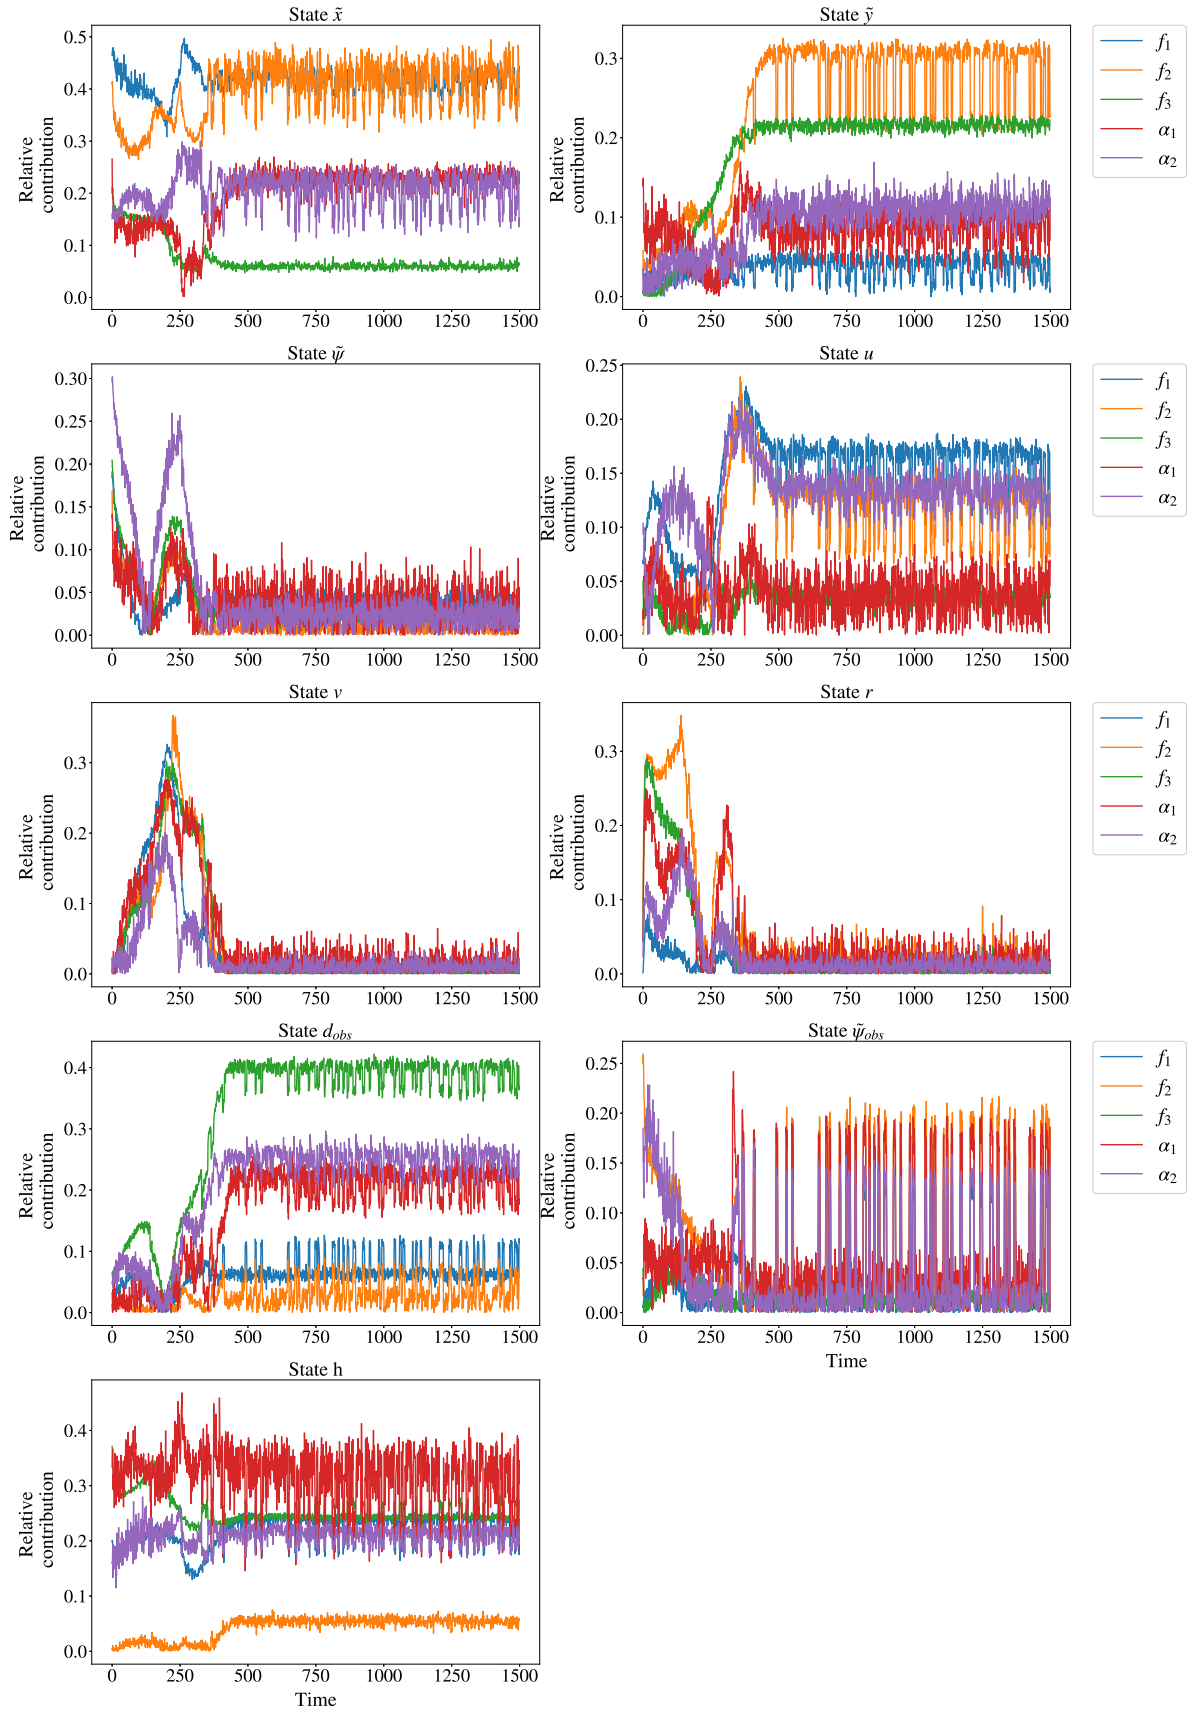 State x̃
State ỹ
Relative
contribution
0.5
0.4
0.3
0.2
0.1
0.0
0 250 500 750 1000 1250 1500
Relative
contribution
0.3
0.2
0.1
0.0
0 250 500 750 1000 1250 1500
f₁
f₂
f₃
α₁
α₂
State ψ̃
State u
Relative
contribution
0.30
0.25
0.20
0.15
0.10
0.05
0.00
0 250 500 750 1000 1250 1500
Relative
contribution
0.25
0.20
0.15
0.10
0.05
0.00
0 250 500 750 1000 1250 1500
f₁
f₂
f₃
α₁
α₂
State v
State r
Relative
contribution
0.3
0.2
0.1
0.0
0 250 500 750 1000 1250 1500
Relative
contribution
0.3
0.2
0.1
0.0
0 250 500 750 1000 1250 1500
f₁
f₂
f₃
α₁
α₂
State d_obs
State ψ̃_obs
Relative
contribution
0.4
0.3
0.2
0.1
0.0
0 250 500 750 1000 1250 1500
Relative
contribution
0.25
0.20
0.15
0.10
0.05
0.00
0 250 500 750 1000 1250 1500
Time
f₁
f₂
f₃
α₁
α₂
State h
Relative
contribution
0.4
0.3
0.2
0.1
0.0
0 250 500 750 1000 1250 1500
Time